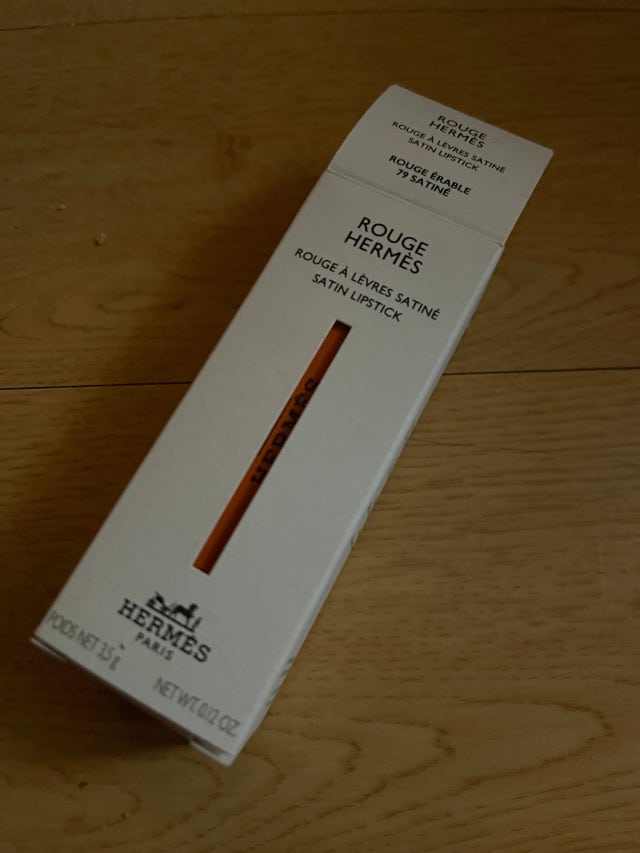 ROUGE
HERMÈS
ROUGE À LÈVRES SATINÉ
SATIN LIPSTICK
ROUGE ÉRABLE
79 SATINÉ
ROUGE
HERMÈS
ROUGE À LÈVRES SATINÉ
SATIN LIPSTICK
HERMÈS
HERMÈS
PARIS
POIDS NET 3,5 g
NET WT. 0.12 OZ.